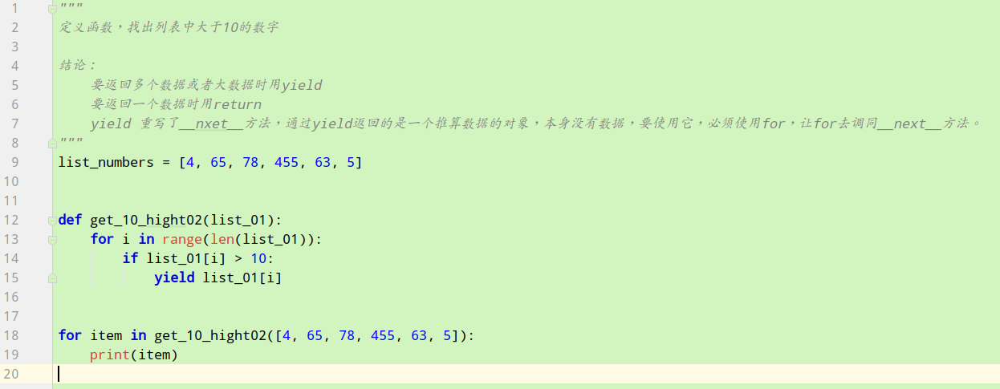 1 """
2 定义函数，找出列表中大于10的数字
3
4 结论：
5     要返回多个数据或者大数据时用yield
6     要返回一个数据时用return
7     yield 重写了__nxet__方法，通过yield返回的是一个推算数据的对象，本身没有数据，要使用它，必须使用for，让for去调同__next__方法。
8 """
9 list_numbers = [4, 65, 78, 455, 63, 5]
10
11
12 def get_10_hight02(list_01):
13     for i in range(len(list_01)):
14         if list_01[i] > 10:
15             yield list_01[i]
16
17
18 for item in get_10_hight02([4, 65, 78, 455, 63, 5]):
19     print(item)
20